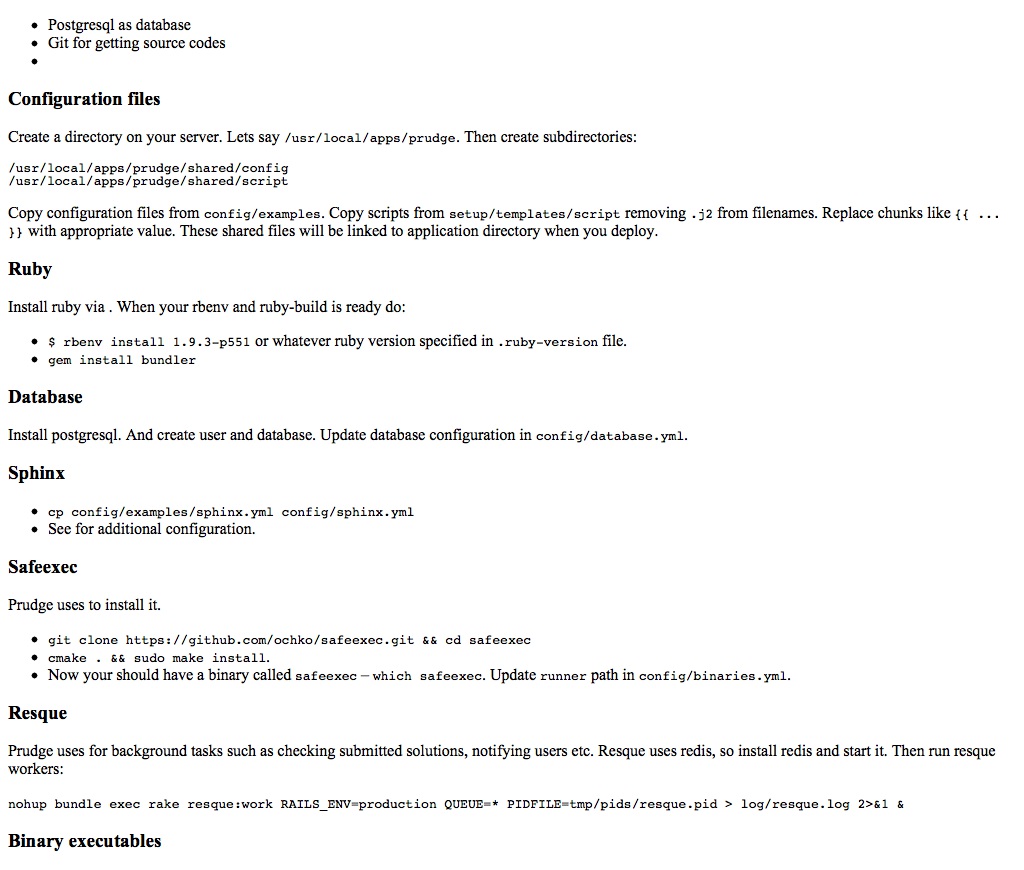 Postgresql as database
Git for getting source codes
Configuration files
Create a directory on your server. Lets say /usr/local/apps/prudge. Then create subdirectories:
/usr/local/apps/prudge/shared/config
/usr/local/apps/prudge/shared/script
Copy configuration files from config/examples. Copy scripts from setup/templates/script removing .j2 from filenames. Replace chunks like {{ ...
}} with appropriate value. These shared files will be linked to application directory when you deploy.
Ruby
Install ruby via . When your rbenv and ruby-build is ready do:
$ rbenv install 1.9.3-p551 or whatever ruby version specified in .ruby-version file.
gem install bundler
Database
Install postgresql. And create user and database. Update database configuration in config/database.yml.
Sphinx
cp config/examples/sphinx.yml config/sphinx.yml
See for additional configuration.
Safeexec
Prudge uses to install it.
git clone https://github.com/ochko/safeexec.git && cd safeexec
cmake . && sudo make install.
Now your should have a binary called safeexec – which safeexec. Update runner path in config/binaries.yml.
Resque
Prudge uses for background tasks such as checking submitted solutions, notifying users etc. Resque uses redis, so install redis and start it. Then run resque
workers:
nohup bundle exec rake resque:work RAILS_ENV=production QUEUE=* PIDFILE=tmp/pids/resque.pid > log/resque.log 2>&1 &
Binary executables